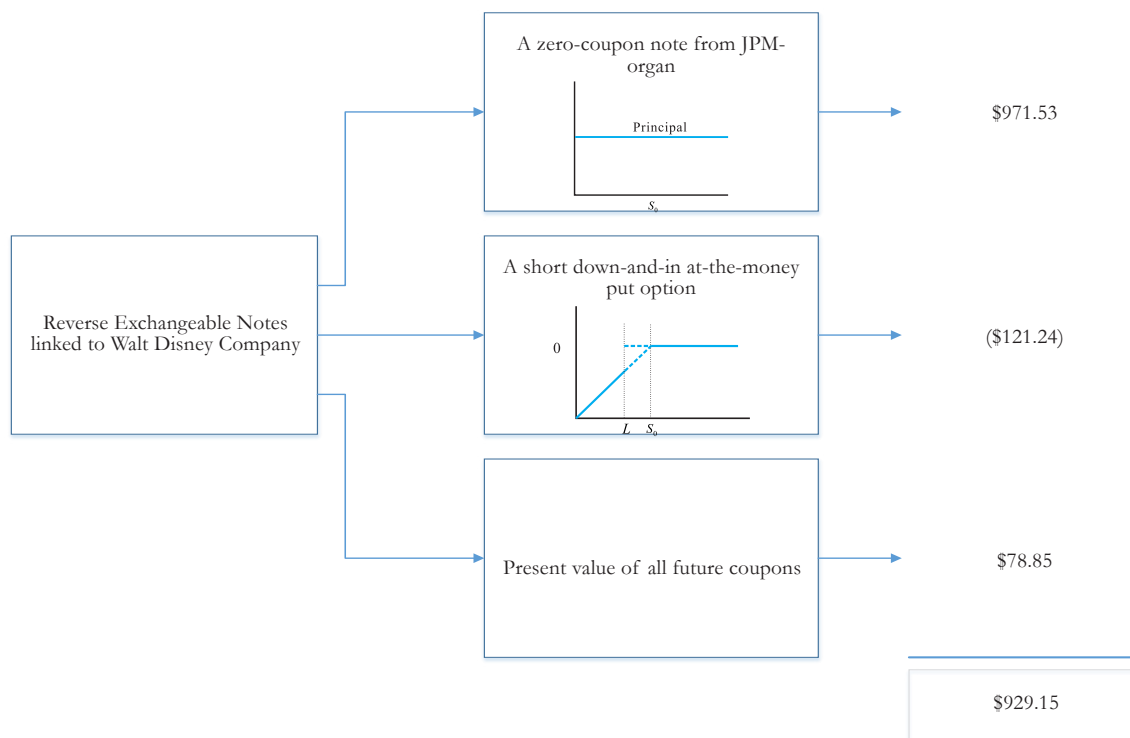 A zero-coupon note from JPM-
organ
Principal
S₀
$971.53
Reverse Exchangeable Notes
linked to Walt Disney Company
A short down-and-in at-the-money
put option
0
L S₀
($121.24)
Present value of all future coupons
$78.85
$929.15